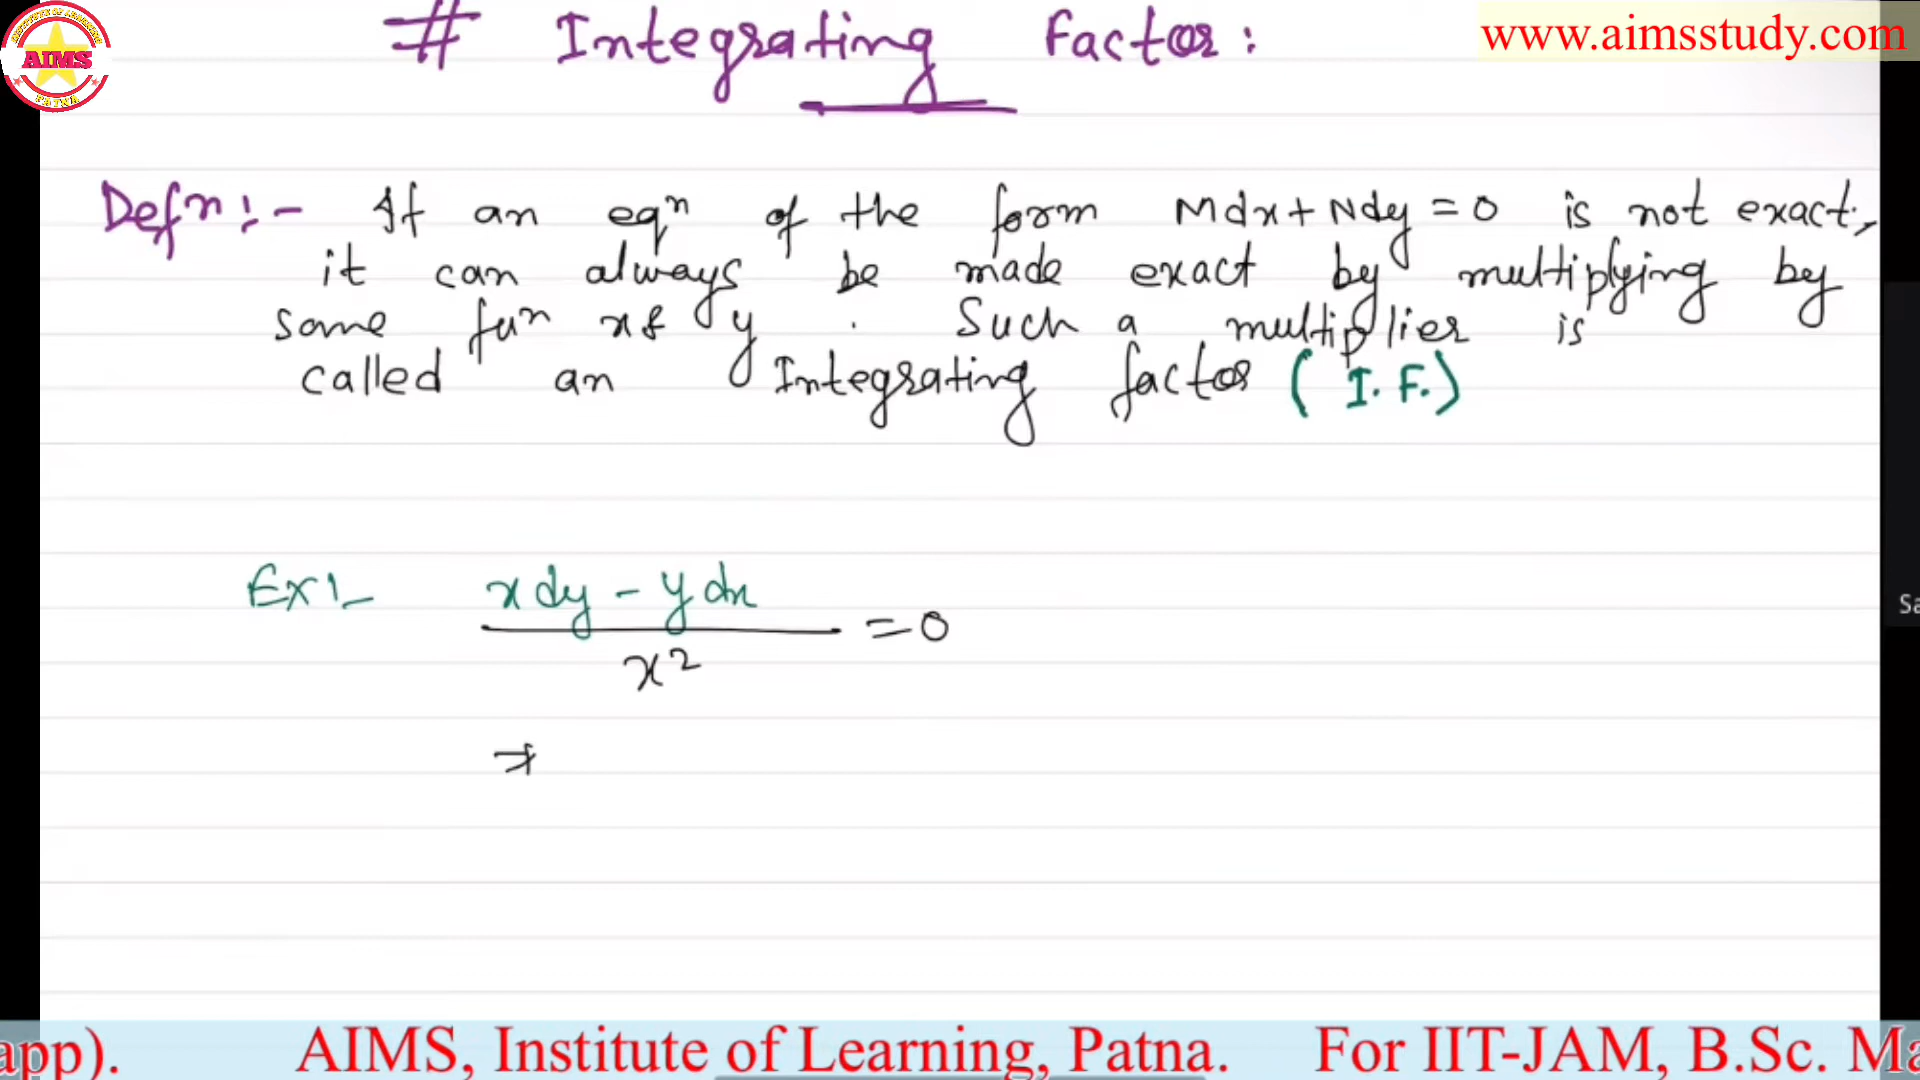 # Integrating Factor:
www.aimsstudy.com
AIMS
PATNA
Defn:- If an eqn of the form Mdx + Ndy = 0 is not exact,
it can always be made exact by multiplying by
some fun x & y. Such a multiplier is
called an Integrating factor (I.F.)
Ex:- x dy - y dx
= 0
x²
⇒
Sa
app). AIMS, Institute of Learning, Patna. For IIT-JAM, B.Sc. Ma